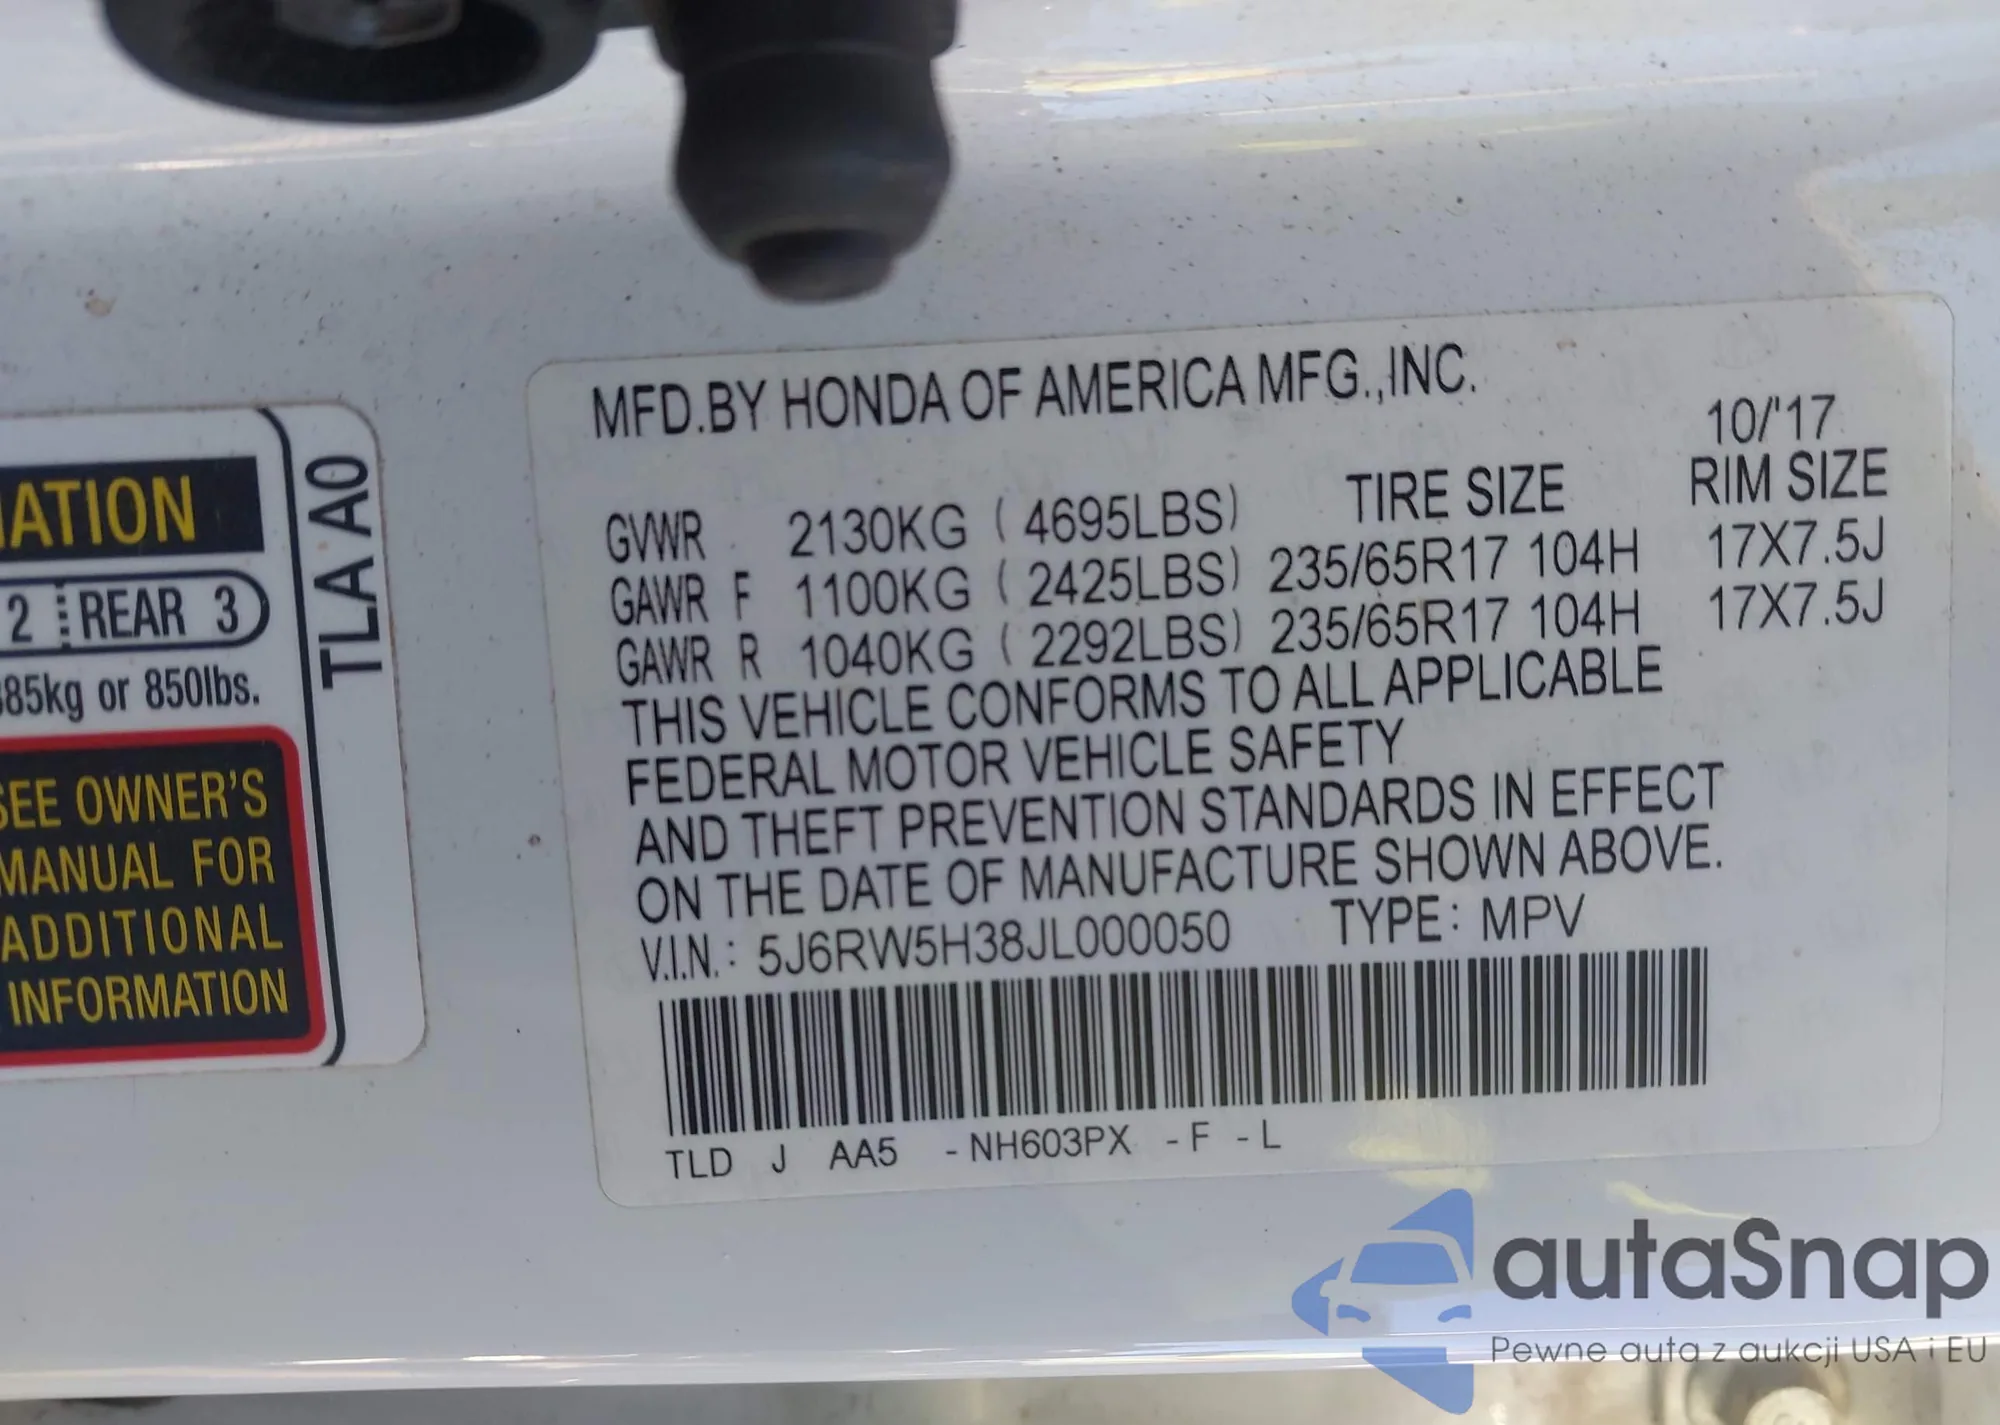 MFD.BY HONDA OF AMERICA MFG.,INC.
10/'17
GVWR 2130KG ( 4695LBS) TIRE SIZE RIM SIZE
GAWR F 1100KG ( 2425LBS) 235/65R17 104H 17X7.5J
GAWR R 1040KG ( 2292LBS) 235/65R17 104H 17X7.5J
THIS VEHICLE CONFORMS TO ALL APPLICABLE
FEDERAL MOTOR VEHICLE SAFETY
AND THEFT PREVENTION STANDARDS IN EFFECT
ON THE DATE OF MANUFACTURE SHOWN ABOVE.
V.I.N.: 5J6RW5H38JL000050 TYPE: MPV
TLD J AA5 -NH603PX -F -L
2 REAR 3
or 850lbs.
SEE OWNER'S
MANUAL FOR
ADDITIONAL
INFORMATION
TLA A0
autaSnap
Pewne auta z aukcji USA i EU